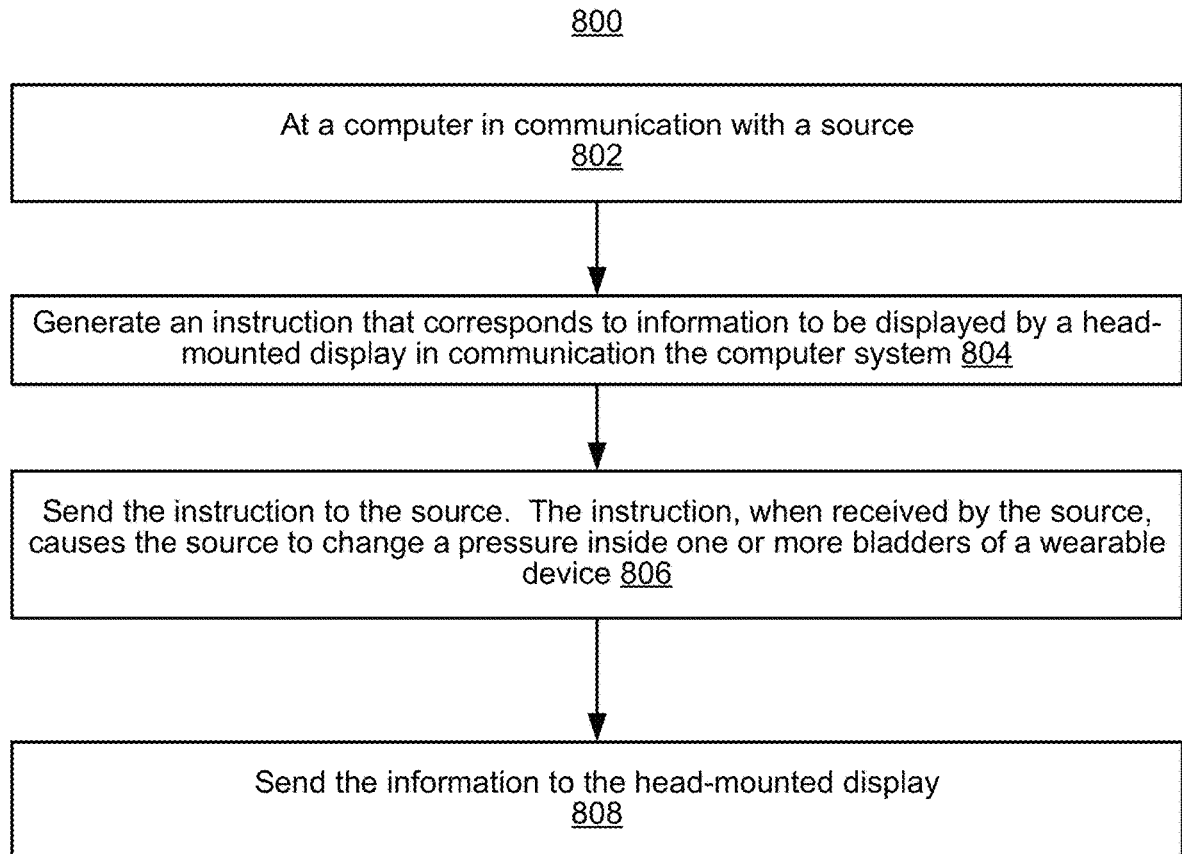 800
At a computer in communication with a source
802
Generate an instruction that corresponds to information to be displayed by a head-
mounted display in communication the computer system 804
Send the instruction to the source.  The instruction, when received by the source,
causes the source to change a pressure inside one or more bladders of a wearable
device 806
Send the information to the head-mounted display
808